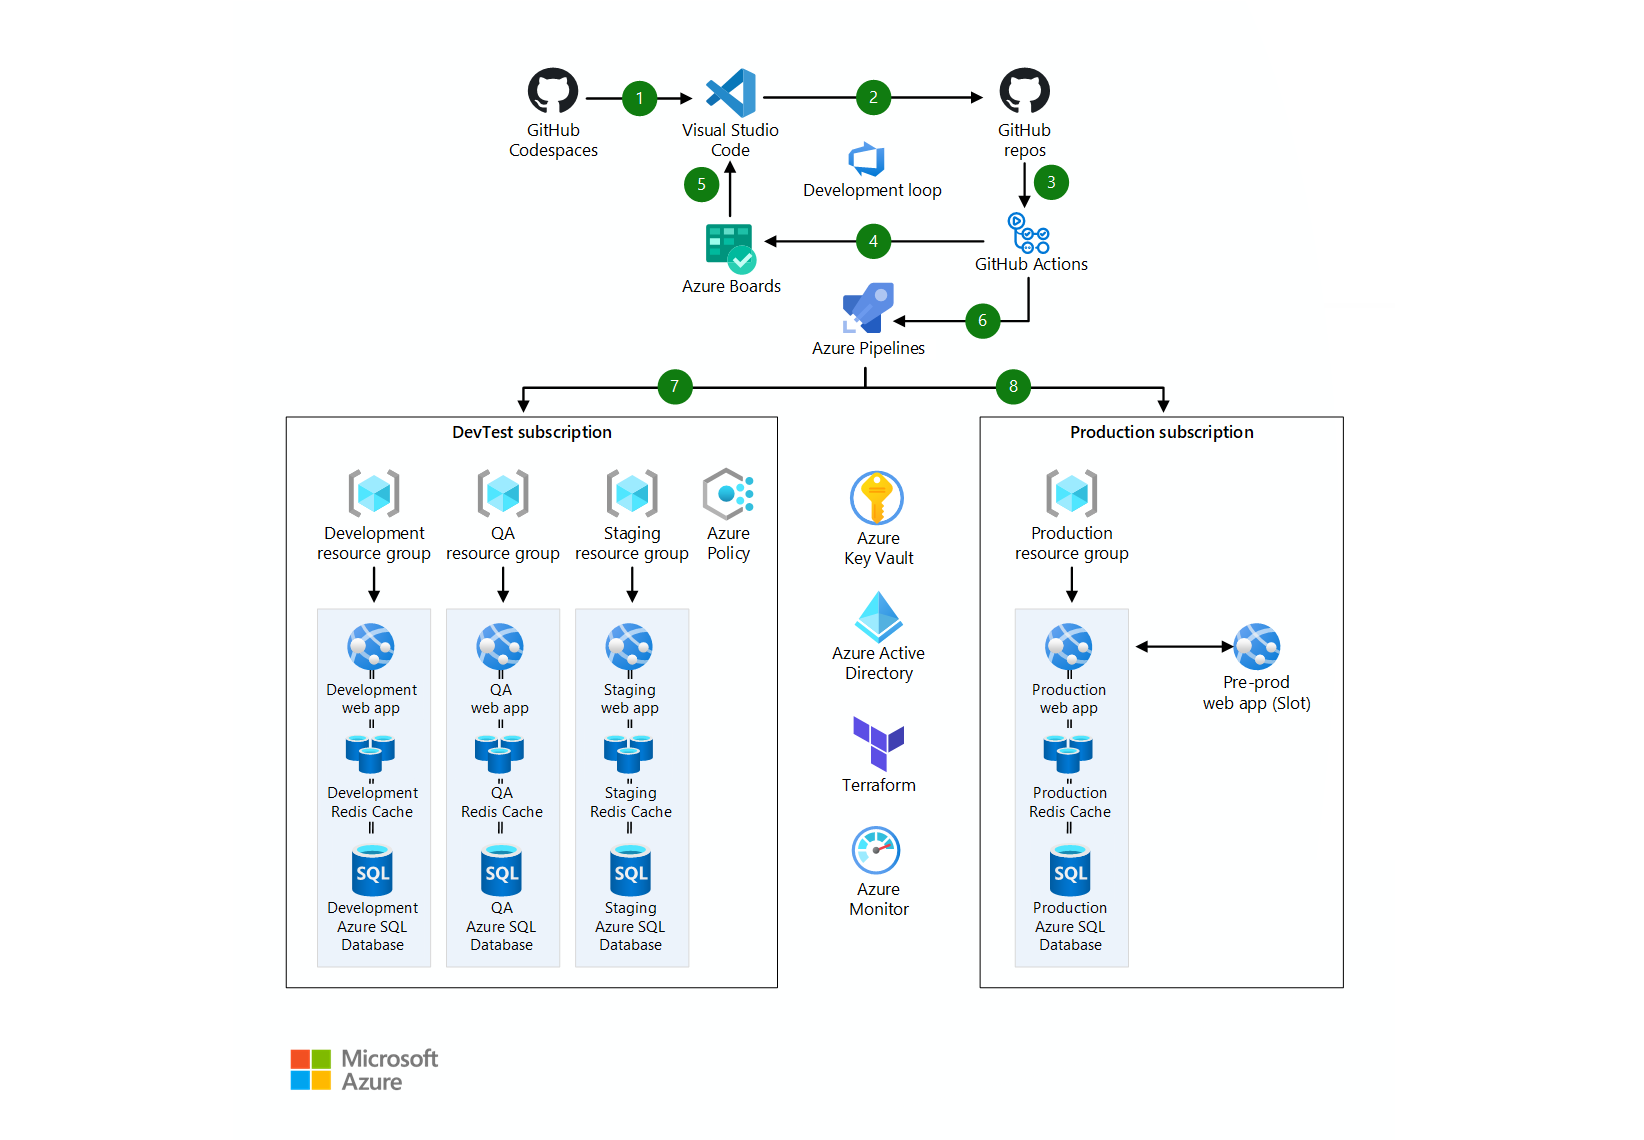 1
2
GitHub
Codespaces
Visual Studio
Code
GitHub
repos
5
Development loop
3
4
Azure Boards
GitHub Actions
6
Azure Pipelines
7
8
DevTest subscription
Development
resource group
QA
resource group
Staging
resource group
Azure
Policy
Development
web app
QA
web app
Staging
web app
Development
Redis Cache
QA
Redis Cache
Staging
Redis Cache
SQL
SQL
SQL
Development
Azure SQL
Database
QA
Azure SQL
Database
Staging
Azure SQL
Database
Azure
Key Vault
Azure Active
Directory
Terraform
Azure
Monitor
Production subscription
Production
resource group
Production
web app
Pre-prod
web app (Slot)
Production
Redis Cache
SQL
Production
Azure SQL
Database
Microsoft
Azure